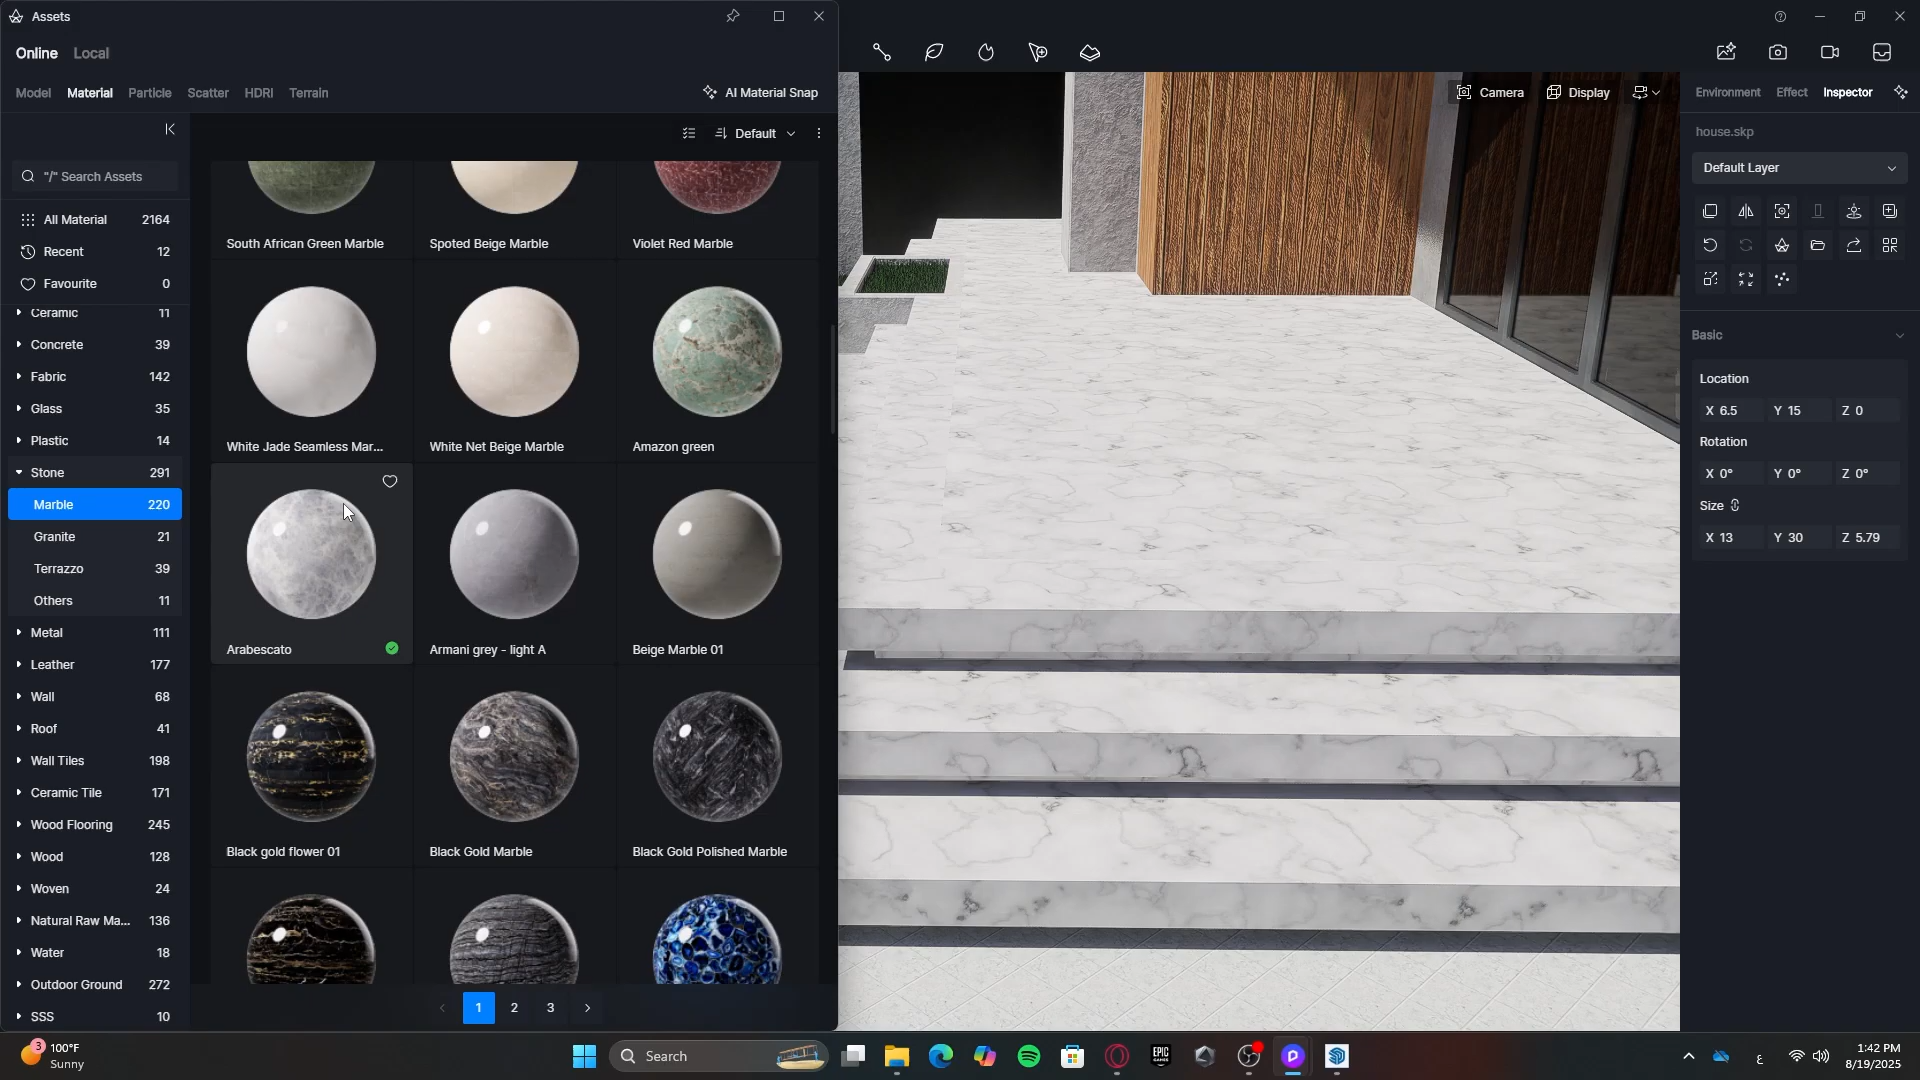 Assets
Online Local
Model Material Particle Scatter HDRI Terrain
AI Material Snap
Default
"/" Search Assets
All Material 2164
Recent 12
Favourite 0
Ceramic 11
Concrete 39
Fabric 142
Glass 35
Plastic 14
Stone 291
Marble 220
Granite 21
Terrazzo 39
Others 11
Metal 111
Leather 177
Wall 68
Roof 41
Wall Tiles 198
Ceramic Tile 171
Wood Flooring 245
Wood 128
Woven 24
Natural Raw Ma... 136
Water 18
Outdoor Ground 272
SSS 10
South African Green Marble
Spoted Beige Marble
Violet Red Marble
White Jade Seamless Mar...
White Net Beige Marble
Amazon green
Arabescato
Armani grey - light A
Beige Marble 01
Black gold flower 01
Black Gold Marble
Black Gold Polished Marble
1 2 3
Camera
Display
Environment Effect Inspector
house.skp
Default Layer
Basic
Location
X 6.5 Y 15 Z 0
Rotation
X 0° Y 0° Z 0°
Size
X 13 Y 30 Z 5.79
3
100°F
Sunny
Search
EPIC
GAMES
ع
1:42 PM
8/19/2025